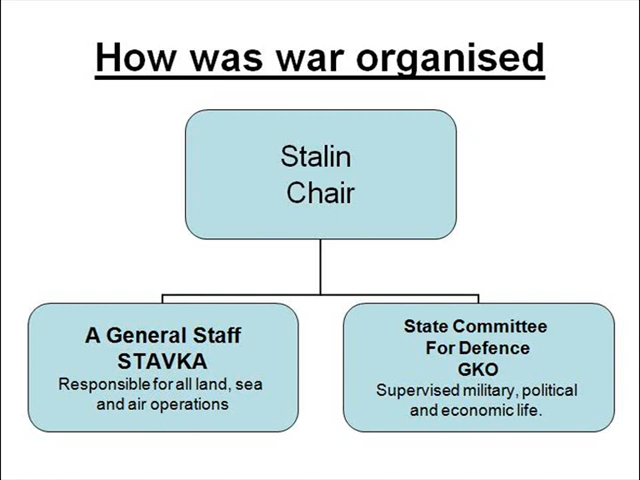 How was war organised
Stalin
Chair
A General Staff
STAVKA
Responsible for all land, sea
and air operations
State Committee
For Defence
GKO
Supervised military, political
and economic life.